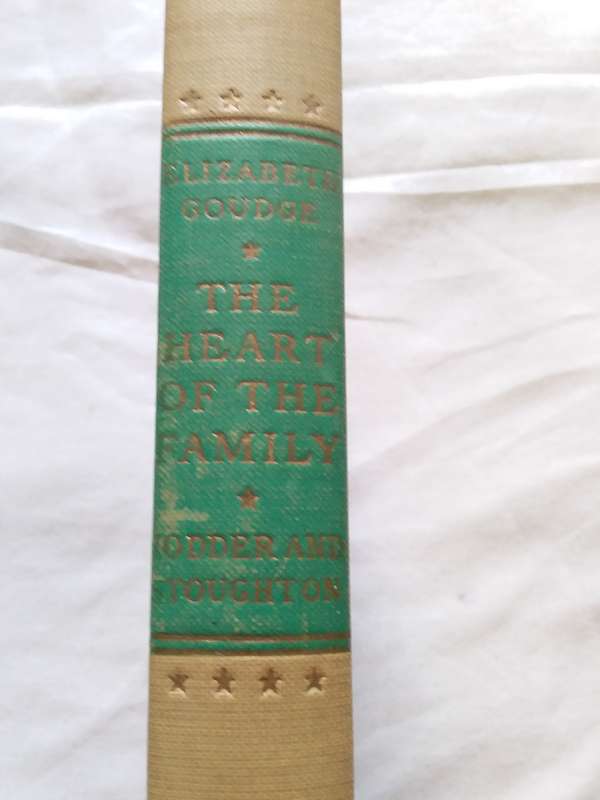 ELIZABETH
GOUDGE
THE
HEART
OF THE
FAMILY
HODDER AND
STOUGHTON